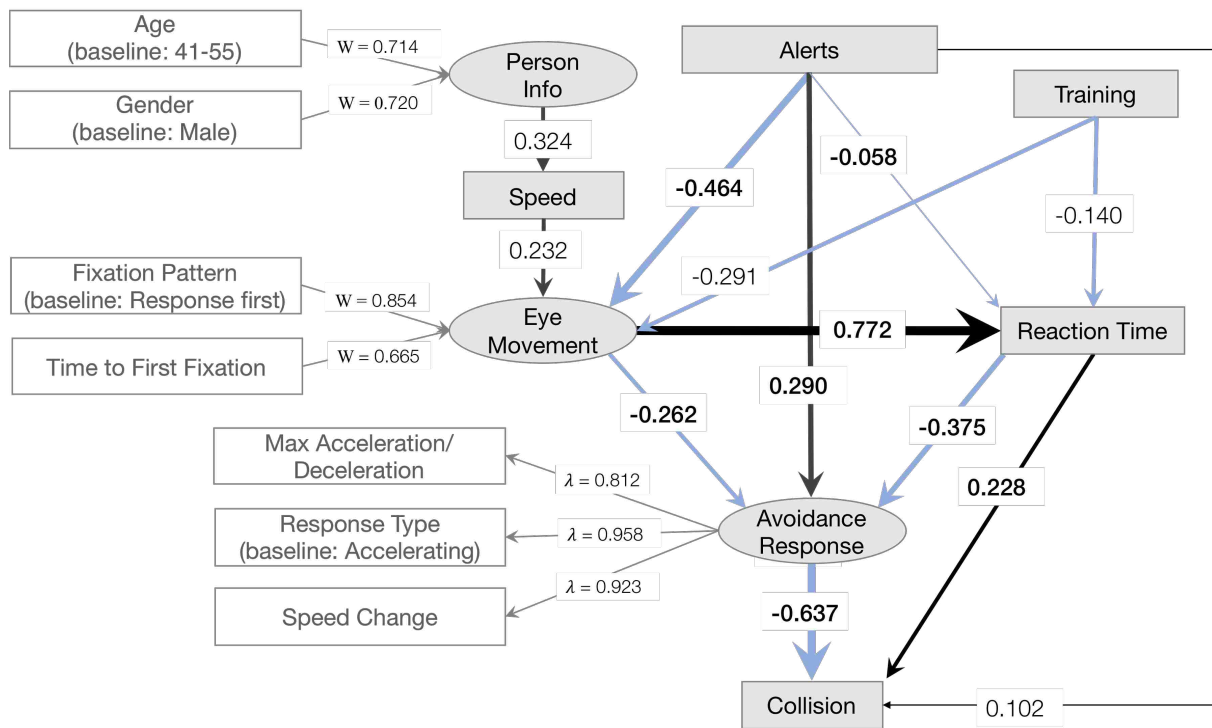 Age
(baseline: 41-55)
W = 0.714
Person
Info
Alerts
Training
Gender
(baseline: Male)
W = 0.720
0.324
-0.058
-0.464
Speed
-0.140
0.232
-0.291
Fixation Pattern
(baseline: Response first)
W = 0.854
Eye
Movement
0.772
Reaction Time
Time to First Fixation
W = 0.665
0.290
-0.262
-0.375
Max Acceleration/
Deceleration
λ = 0.812
0.228
Response Type
(baseline: Accelerating)
λ = 0.958
Avoidance
Response
Speed Change
λ = 0.923
-0.637
Collision
0.102